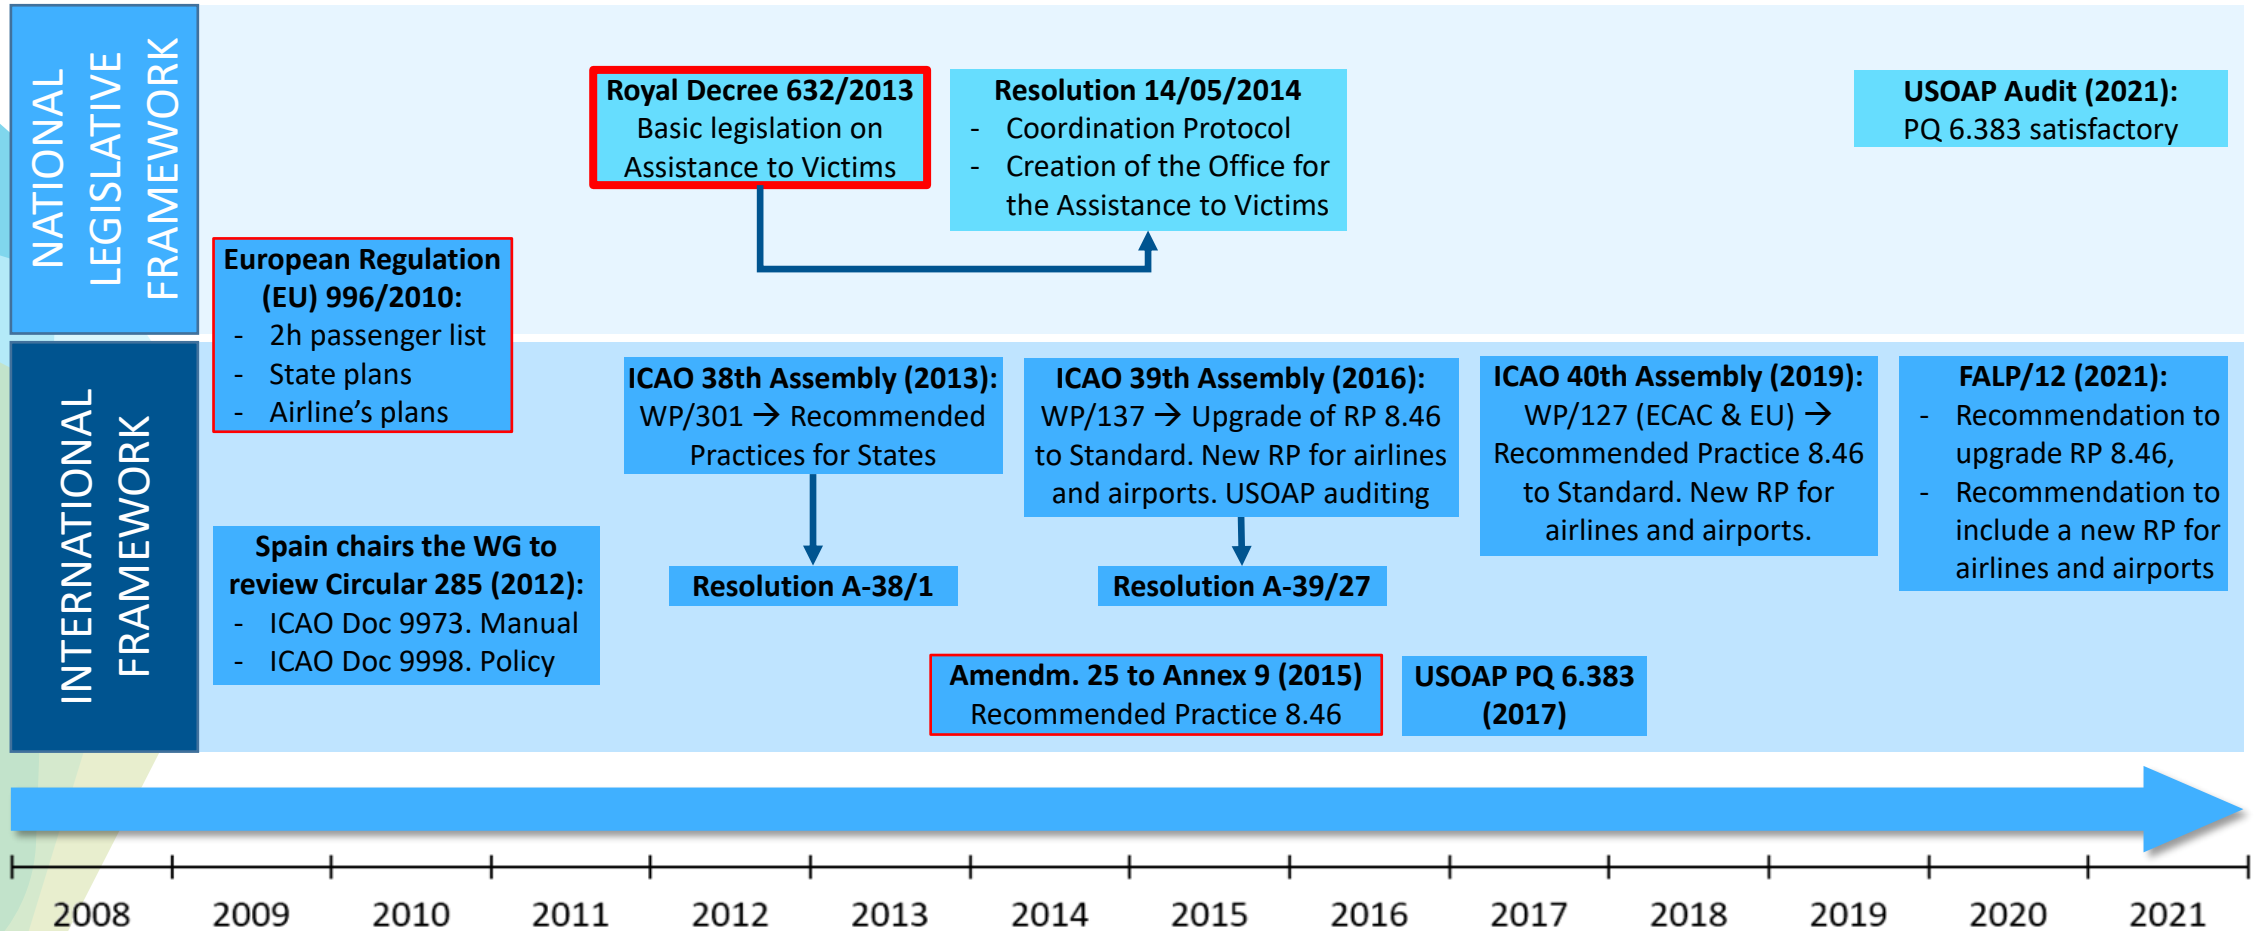 NATIONAL
LEGISLATIVE
FRAMEWORK
Royal Decree 632/2013
Basic legislation on
Assistance to Victims
Resolution 14/05/2014
- Coordination Protocol
- Creation of the Office for
the Assistance to Victims
USOAP Audit (2021):
PQ 6.383 satisfactory
European Regulation
(EU) 996/2010:
- 2h passenger list
- State plans
- Airline's plans
INTERNATIONAL
FRAMEWORK
Spain chairs the WG to
review Circular 285 (2012):
- ICAO Doc 9973. Manual
- ICAO Doc 9998. Policy
ICAO 38th Assembly (2013):
WP/301 → Recommended
Practices for States
Resolution A-38/1
ICAO 39th Assembly (2016):
WP/137 → Upgrade of RP 8.46
to Standard. New RP for airlines
and airports. USOAP auditing
Resolution A-39/27
ICAO 40th Assembly (2019):
WP/127 (ECAC & EU) →
Recommended Practice 8.46
to Standard. New RP for
airlines and airports.
FALP/12 (2021):
- Recommendation to
upgrade RP 8.46,
- Recommendation to
include a new RP for
airlines and airports
Amendm. 25 to Annex 9 (2015)
Recommended Practice 8.46
USOAP PQ 6.383
(2017)
2008 2009 2010 2011 2012 2013 2014 2015 2016 2017 2018 2019 2020 2021